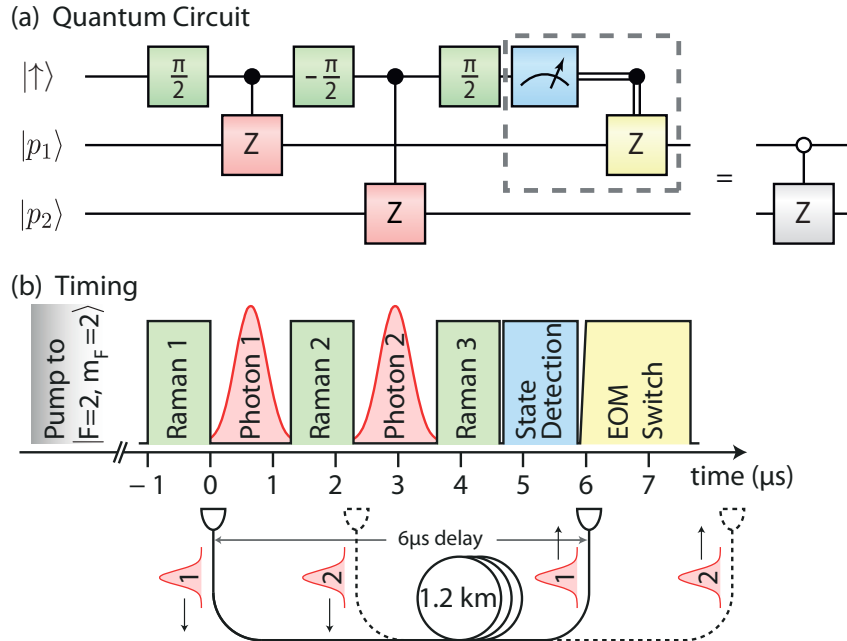 (a) Quantum Circuit
|↑⟩ π/2 −π/2 π/2
|p₁⟩ Z Z
=
|p₂⟩ Z Z
(b) Timing
Pump to
|F=2, m_F=2⟩
Raman 1
Photon 1
Raman 2
Photon 2
Raman 3
State
Detection
EOM
Switch
−1 0 1 2 3 4 5 6 7 time (μs)
6μs delay
1 2 1.2 km 1 2